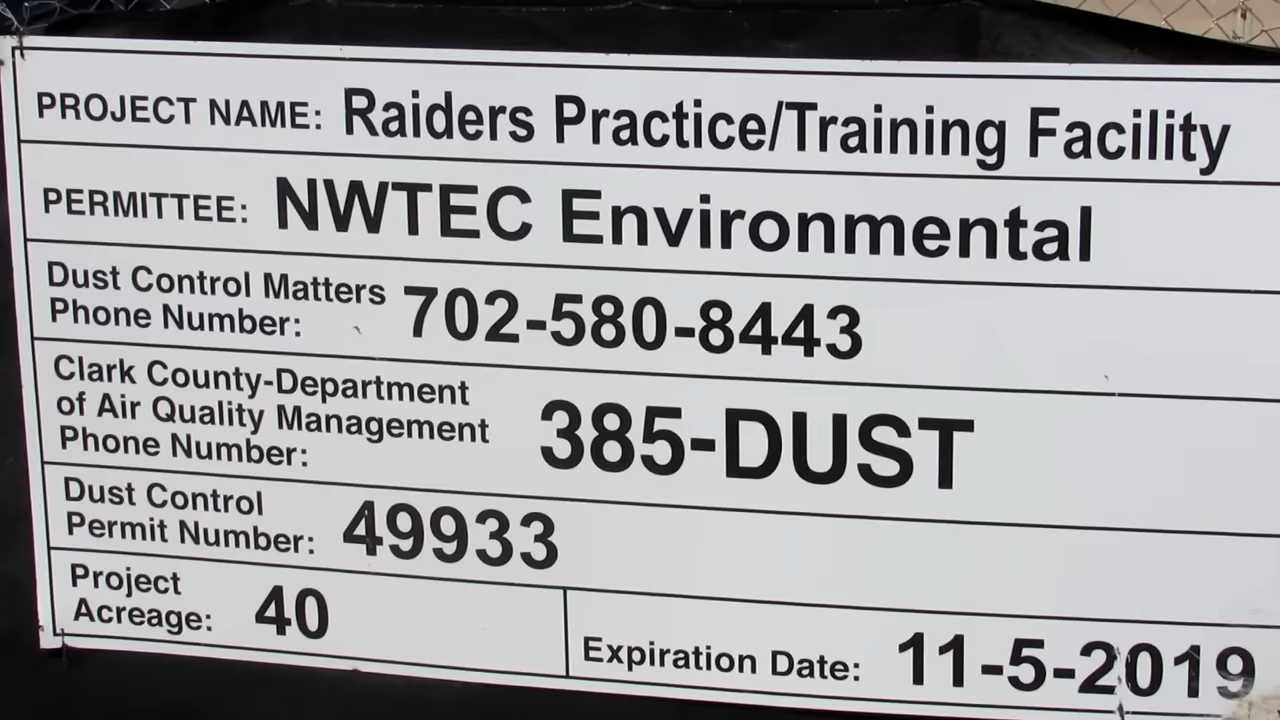 PROJECT NAME: Raiders Practice/Training Facility
PERMITTEE: NWTEC Environmental
Dust Control Matters
Phone Number: 702-580-8443
Clark County-Department
of Air Quality Management
Phone Number: 385-DUST
Dust Control
Permit Number: 49933
Project
Acreage: 40
Expiration Date: 11-5-2019